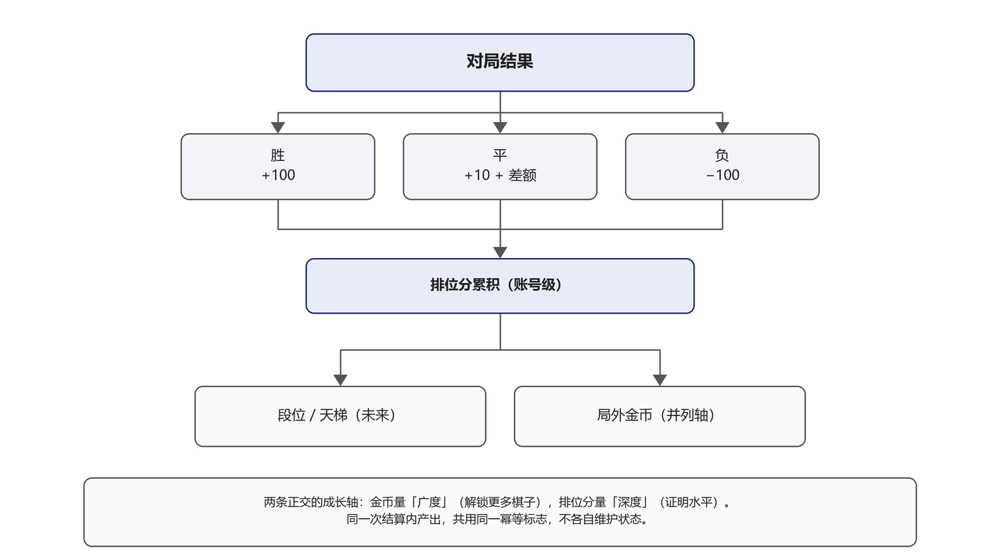 对局结果
胜
+100
平
+10 + 差额
负
−100
排位分累积（账号级）
段位 / 天梯（未来）
局外金币（并列轴）
两条正交的成长轴：金币量「广度」（解锁更多棋子），排位分量「深度」（证明水平）。
同一次结算内产出，共用同一幂等标志，不各自维护状态。